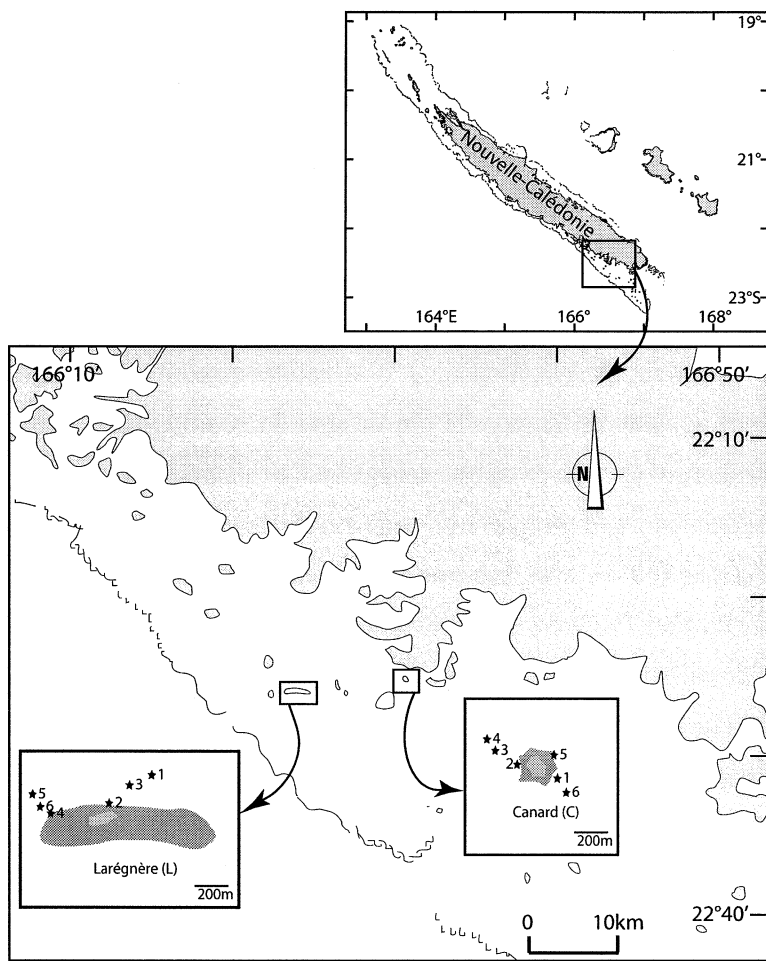 19°
21°
23°S
Nouvelle-Calédonie
164°E 166° 168°
166°10' 166°50'
22°10'
N
4
3
2 5
1
6
Canard (C)
200m
1
3
5
2
6
4
Larégnère (L)
200m
22°40'
0 10km